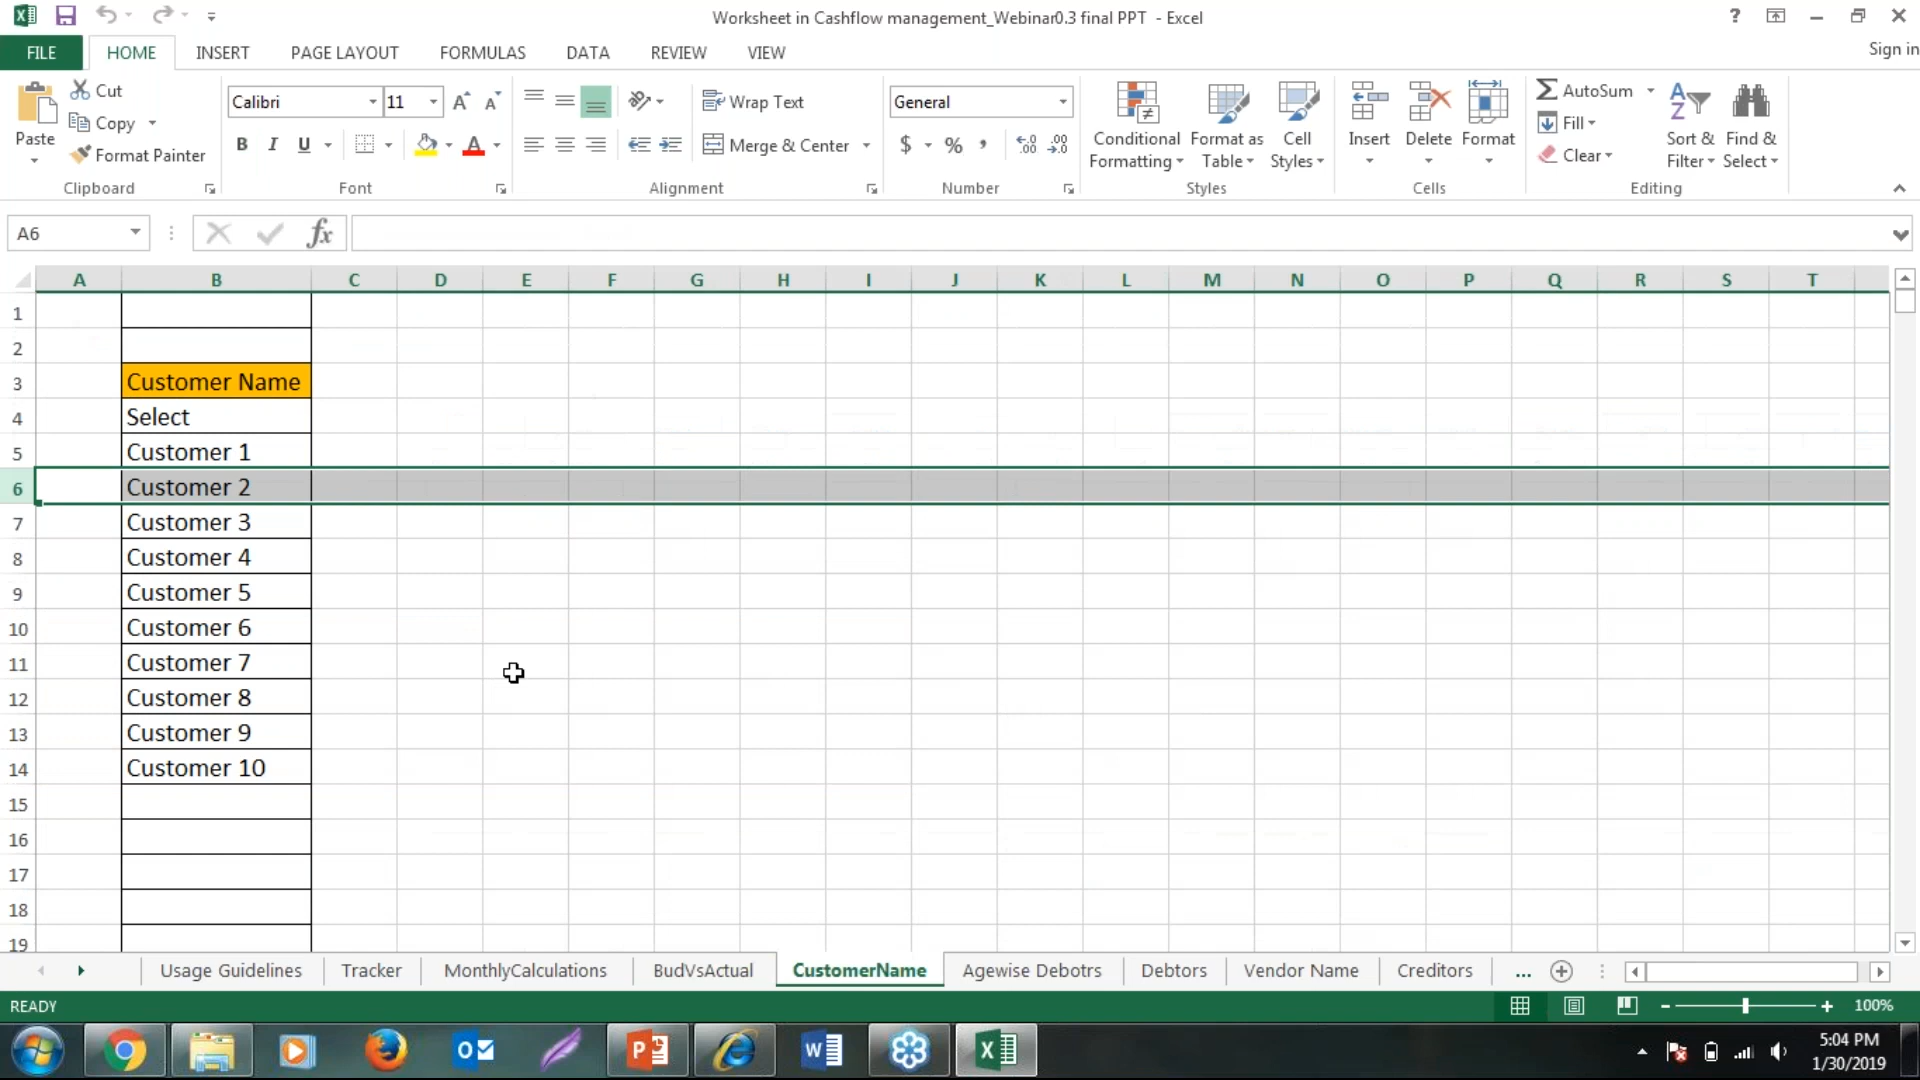 Worksheet in Cashflow management_Webinar0.3 final PPT - Excel
?
FILE HOME INSERT PAGE LAYOUT FORMULAS DATA REVIEW VIEW Sign in
Paste Cut Copy Format Painter Clipboard
Calibri 11 A A B I U A Font
Wrap Text Merge & Center Alignment
General $ % , Number
Conditional Formatting Format as Table Cell Styles Styles
Insert Delete Format Cells
AutoSum Fill Clear Sort & Filter Find & Select Editing
A6 fx
A B C D E F G H I J K L M N O P Q R S T
1
2
3 Customer Name
4 Select
5 Customer 1
6 Customer 2
7 Customer 3
8 Customer 4
9 Customer 5
10 Customer 6
11 Customer 7
12 Customer 8
13 Customer 9
14 Customer 10
15
16
17
18
19
Usage Guidelines Tracker MonthlyCalculations BudVsActual CustomerName Agewise Debotrs Debtors Vendor Name Creditors ...
READY 100%
5:04 PM
1/30/2019